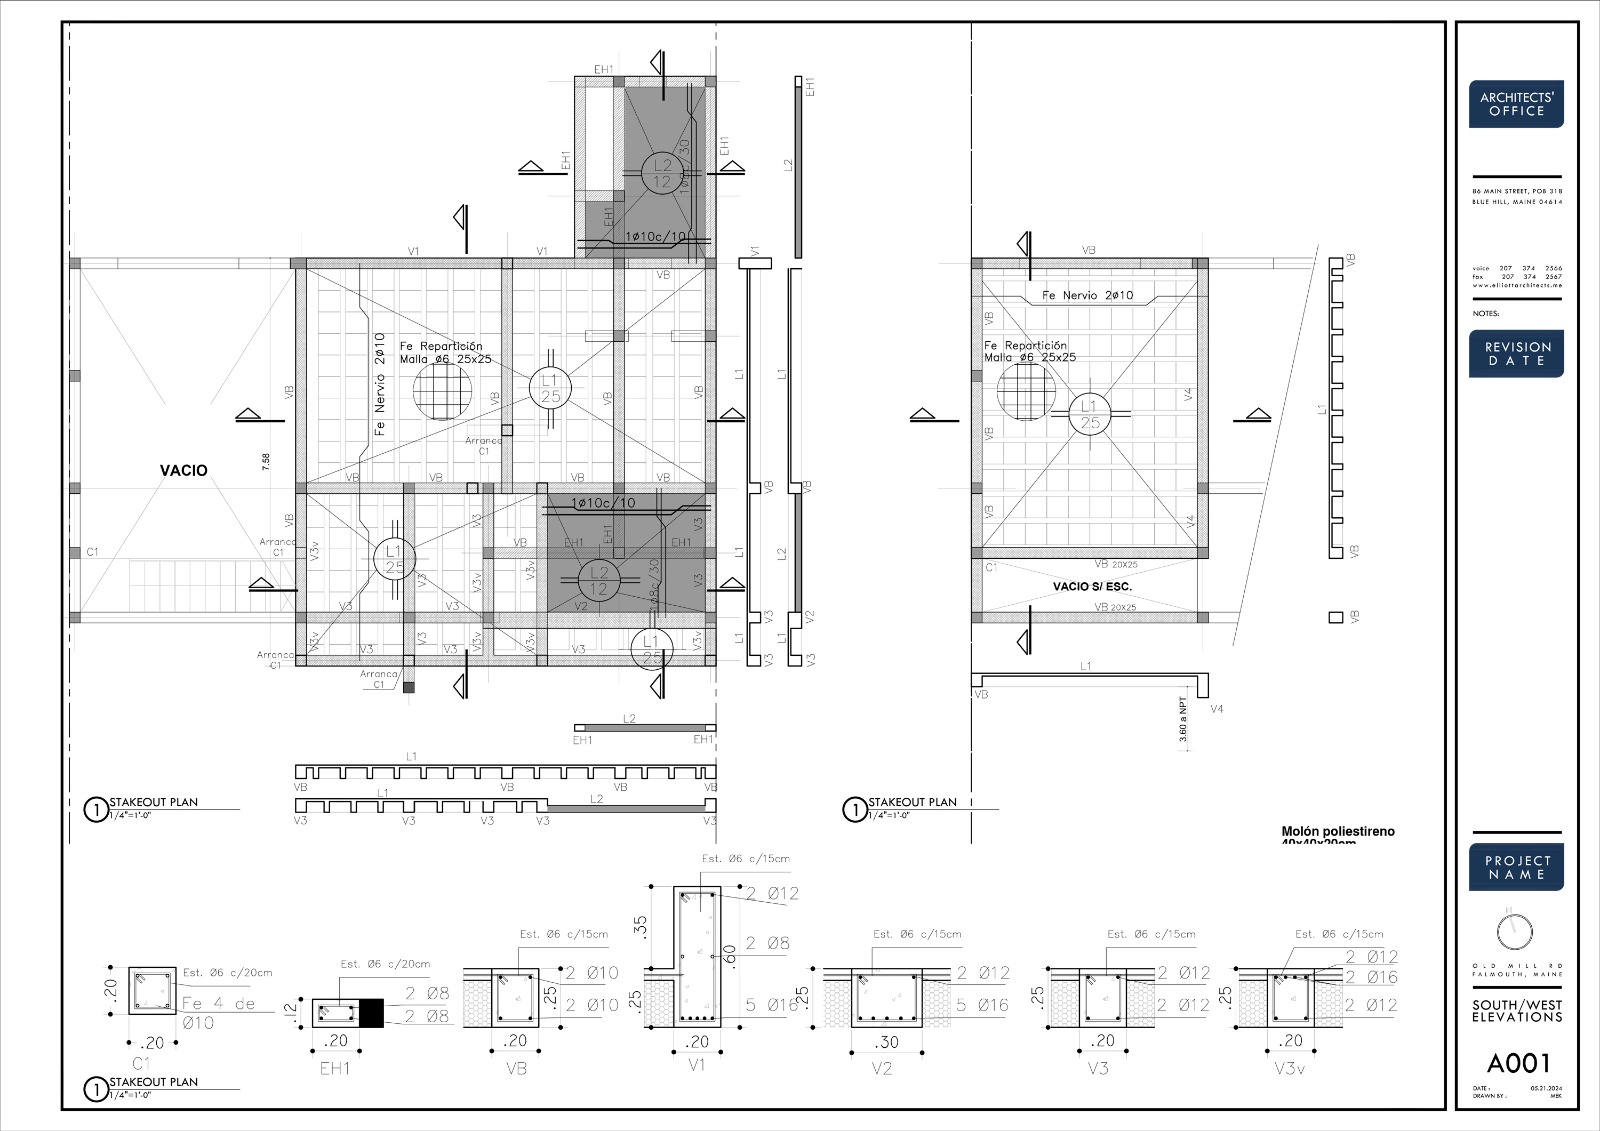 EH1
EH1
EH1
EH1
L2
12
1ø8c/30
L2
EH1
1ø10c/10
V1
V1
VB
V1
VB
Fe Nervio 2ø10
Fe Repartición
Malla ø6 25x25
VB
VB
L1
25
VB
VB
L1
L1
Arranca
C1
VACIO
7.58
VB
VB
VB
VB
VB
VB
VB
1ø10c/10
V3
V3
EH1
EH1
EH1
Arranca
C1
C1
V3v
L1
25
V3
V3v
L2
12
1ø8c/30
V3
L1
L2
V3
V3
V2
V3
V2
V3v
V3
V3
V3v
V3
L1
25
V3v
L1
V3
V3
Arranca
C1
Arranca
C1
L2
EH1
EH1
L1
VB
VB
VB
VB
L1
L2
V3
V3
V3
V3
V3
1
STAKEOUT PLAN
1/4"=1'-0"
VB
VB
Fe Nervio 2ø10
VB
Fe Repartición
Malla ø6 25x25
V4
L1
25
VB
L1
VB
V4
C1
VB 20X25
VB
VACIO S/ ESC.
VB 20x25
VB
L1
VB
V4
3.60 a NPT
1
STAKEOUT PLAN
1/4"=1'-0"
Molón poliestireno
40x40x20cm
.20
Est. Ø6 c/20cm
Fe 4 de
Ø10
.20
C1
.12
Est. Ø6 c/20cm
2 Ø8
2 Ø8
.20
EH1
Est. Ø6 c/15cm
2 Ø10
.25
2 Ø10
.20
VB
Est. Ø6 c/15cm
2 Ø12
.35
2 Ø8
.60
.25
5 Ø16
.20
V1
Est. Ø6 c/15cm
2 Ø12
.25
5 Ø16
.30
V2
Est. Ø6 c/15cm
2 Ø12
.25
2 Ø12
.20
V3
Est. Ø6 c/15cm
2 Ø12
2 Ø16
.25
2 Ø12
.20
V3v
1
STAKEOUT PLAN
1/4"=1'-0"
ARCHITECTS'
OFFICE
86 MAIN STREET, POB 318
BLUE HILL, MAINE 04614
voice 207 374 2566
fax 207 374 2567
www.elliottarchitects.me
NOTES:
REVISION
DATE
PROJECT
NAME
N
OLD MILL RD
FALMOUTH, MAINE
SOUTH/WEST
ELEVATIONS
A001
DATE : 05.21.2024
DRAWN BY : MEK